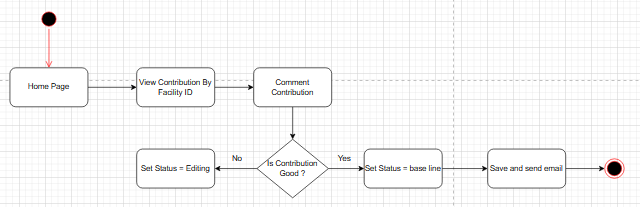 Home Page
View Contribution By
Facility ID
Comment
Contribution
Is Contribution
Good ?
No
Yes
Set Status = Editing
Set Status = base line
Save and send email